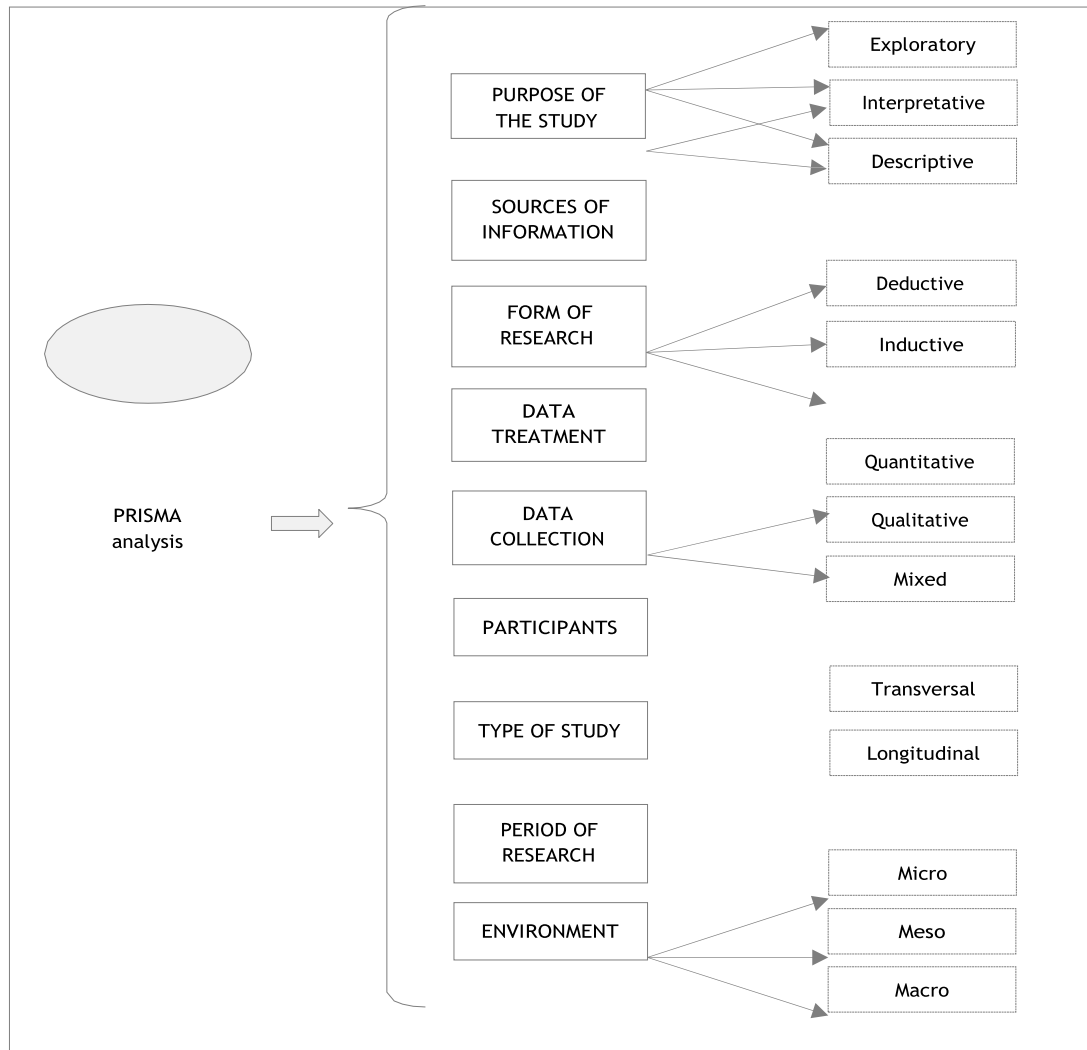 PRISMA
analysis
PURPOSE OF
THE STUDY
SOURCES OF
INFORMATION
FORM OF
RESEARCH
DATA
TREATMENT
DATA
COLLECTION
PARTICIPANTS
TYPE OF STUDY
PERIOD OF
RESEARCH
ENVIRONMENT
Exploratory
Interpretative
Descriptive
Deductive
Inductive
Quantitative
Qualitative
Mixed
Transversal
Longitudinal
Micro
Meso
Macro